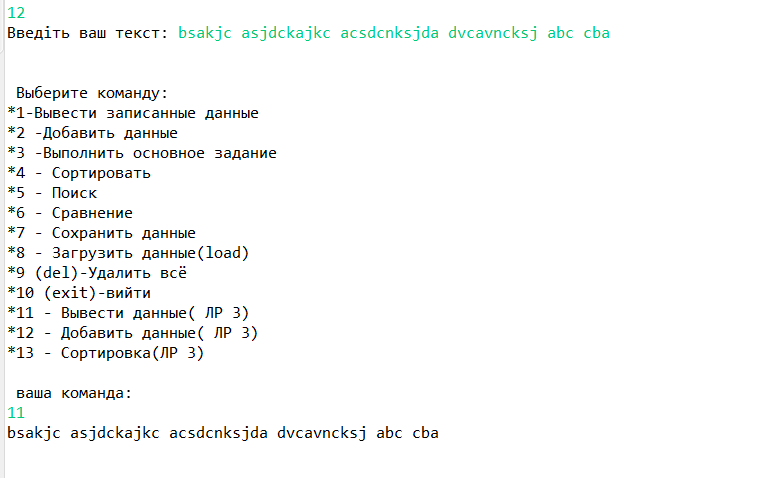 12
Введіть ваш текст: bsakjc asjdckajkc acsdcnksjda dvcavncksj abc cba
Выберите команду:
*1-Вывести записанные данные
*2 -Добавить данные
*3 -Выполнить основное задание
*4 - Сортировать
*5 - Поиск
*6 - Сравнение
*7 - Сохранить данные
*8 - Загрузить данные(load)
*9 (del)-Удалить всё
*10 (exit)-вийти
*11 - Вывести данные( ЛР 3)
*12 - Добавить данные( ЛР 3)
*13 - Сортировка(ЛР 3)
ваша команда:
11
bsakjc asjdckajkc acsdcnksjda dvcavncksj abc cba